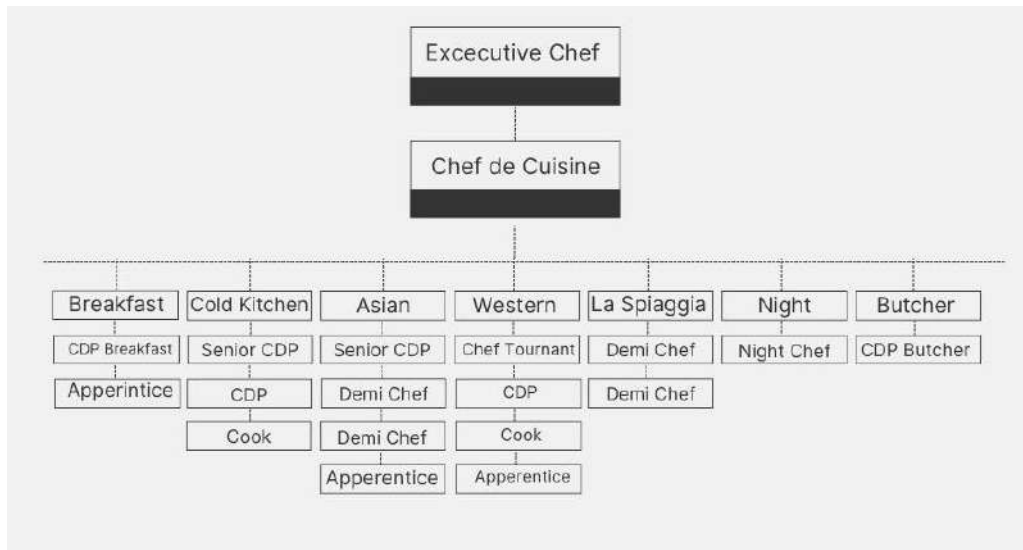 Excecutive Chef
Chef de Cuisine
Breakfast
Cold Kitchen
Asian
Western
La Spiaggia
Night
Butcher
CDP Breakfast
Senior CDP
Senior CDP
Chef Tournant
Demi Chef
Night Chef
CDP Butcher
Apperintice
CDP
Demi Chef
CDP
Demi Chef
Cook
Demi Chef
Cook
Apperentice
Apperentice